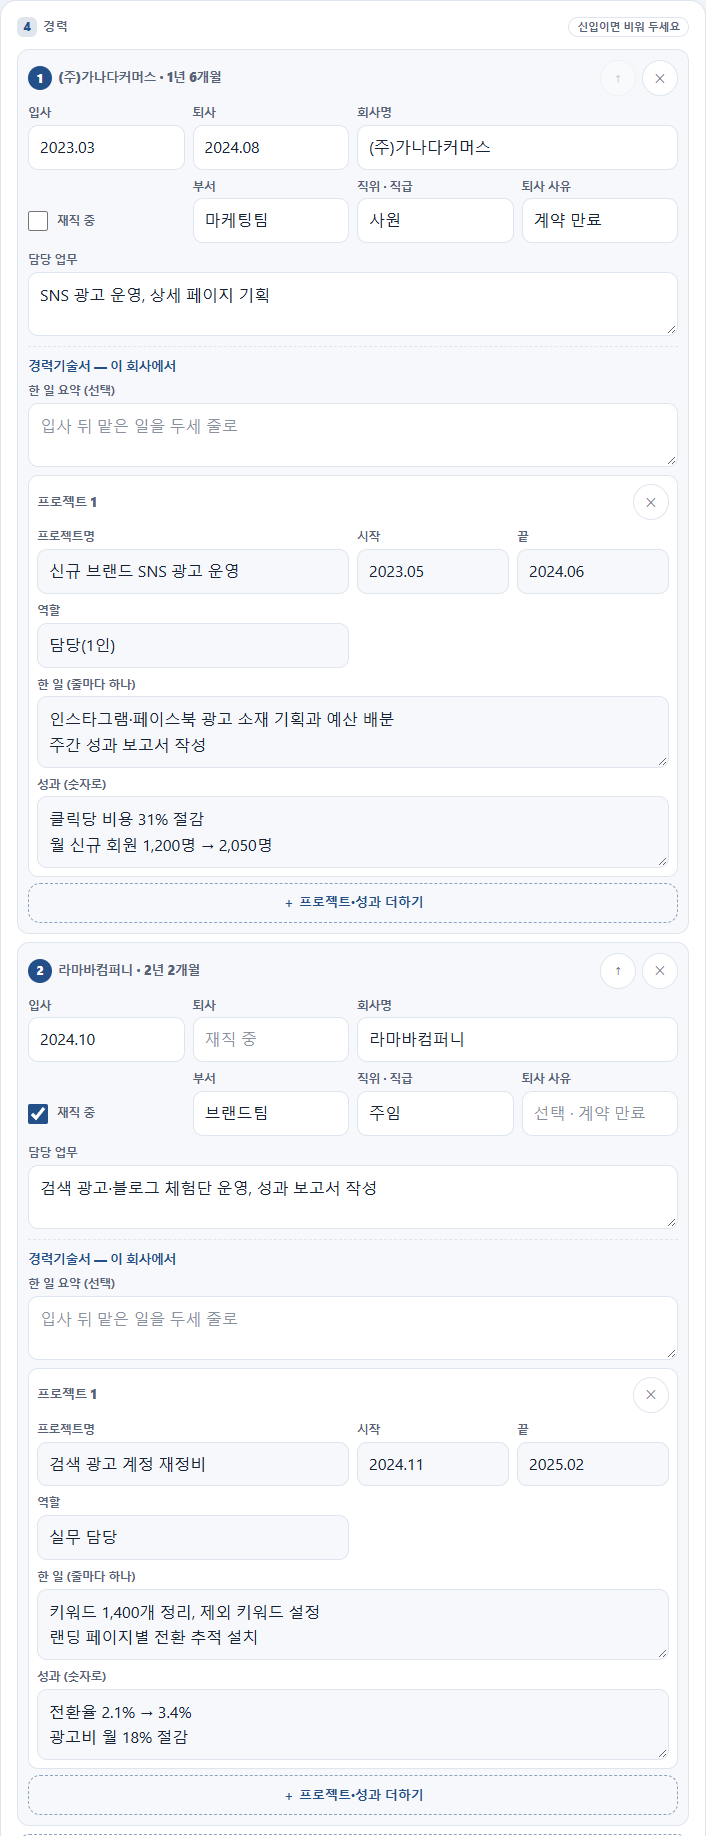 4 경력
신입이면 비워 두세요
1 (주)가나다커머스 • 1년 6개월
↑ ×
입사 퇴사 회사명
2023.03 2024.08 (주)가나다커머스
부서 직위 · 직급 퇴사 사유
재직 중 마케팅팀 사원 계약 만료
담당 업무
SNS 광고 운영, 상세 페이지 기획
경력기술서 — 이 회사에서
한 일 요약 (선택)
입사 뒤 맡은 일을 두세 줄로
프로젝트 1 ×
프로젝트명 시작 끝
신규 브랜드 SNS 광고 운영 2023.05 2024.06
역할
담당(1인)
한 일 (줄마다 하나)
인스타그램·페이스북 광고 소재 기획과 예산 배분
주간 성과 보고서 작성
성과 (숫자로)
클릭당 비용 31% 절감
월 신규 회원 1,200명 → 2,050명
+ 프로젝트•성과 더하기
2 라마바컴퍼니 • 2년 2개월
↑ ×
입사 퇴사 회사명
2024.10 재직 중 라마바컴퍼니
부서 직위 · 직급 퇴사 사유
재직 중 브랜드팀 주임 선택 · 계약 만료
담당 업무
검색 광고·블로그 체험단 운영, 성과 보고서 작성
경력기술서 — 이 회사에서
한 일 요약 (선택)
입사 뒤 맡은 일을 두세 줄로
프로젝트 1 ×
프로젝트명 시작 끝
검색 광고 계정 재정비 2024.11 2025.02
역할
실무 담당
한 일 (줄마다 하나)
키워드 1,400개 정리, 제외 키워드 설정
랜딩 페이지별 전환 추적 설치
성과 (숫자로)
전환율 2.1% → 3.4%
광고비 월 18% 절감
+ 프로젝트•성과 더하기